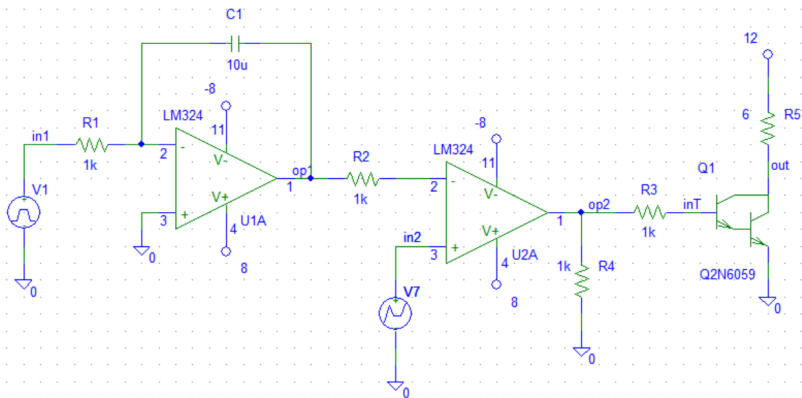 C1
10u
12
-8
LM324
11
R1
in1
1k
2
-
V-
op1
1
V+
+
3
4
U1A
8
0
V1
0
R2
1k
-8
LM324
11
2
-
V-
V+
+
3
in2
1
op2
4
U2A
8
V7
0
1k
R4
0
R3
1k
inT
Q1
Q2N6059
6
R5
out
0